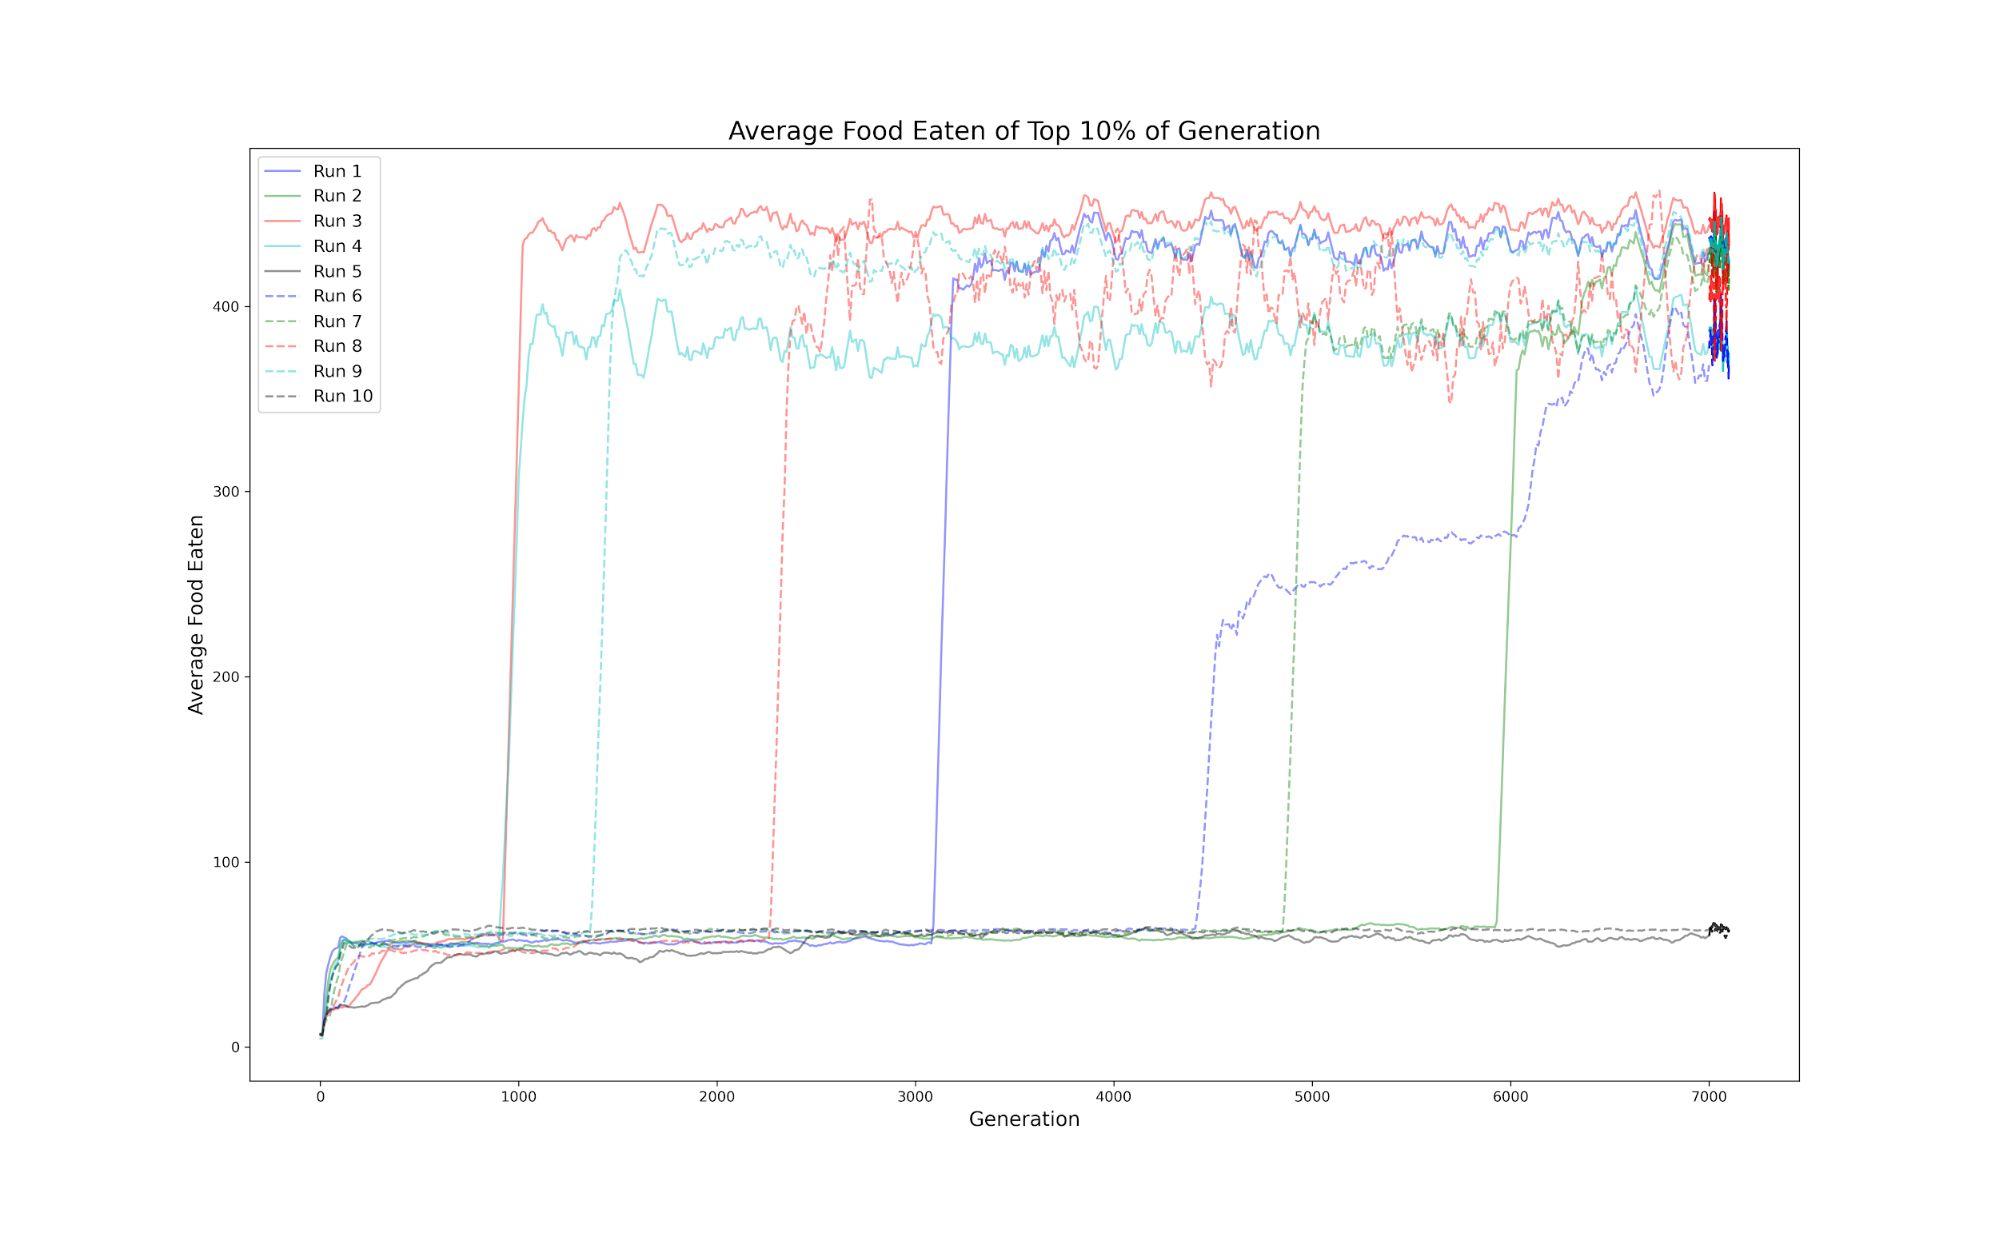 Average Food Eaten of Top 10% of Generation
Run 1
Run 2
Run 3
Run 4
Run 5
Run 6
Run 7
Run 8
Run 9
Run 10
400
300
200
100
0
Average Food Eaten
0 1000 2000 3000 4000 5000 6000 7000
Generation